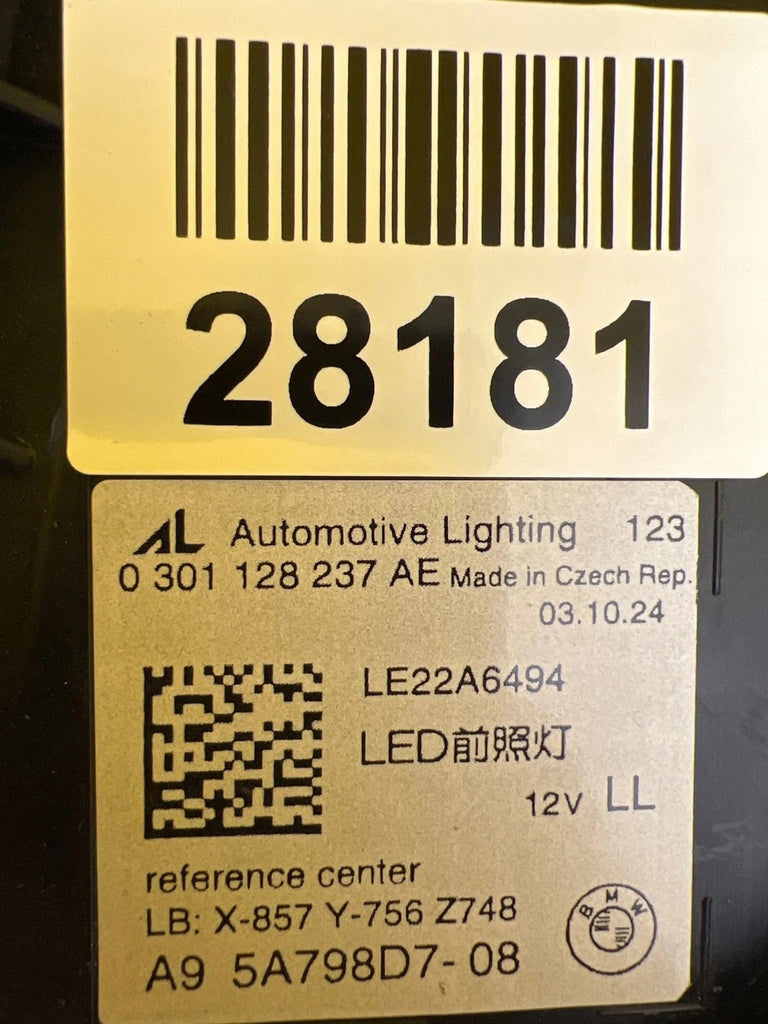 28181
AL Automotive Lighting 123
0 301 128 237 AE Made in Czech Rep.
03.10.24
LE22A6494
LED前照灯
12V LL
reference center
LB: X-857 Y-756 Z748
BMW
A9 5A798D7-08